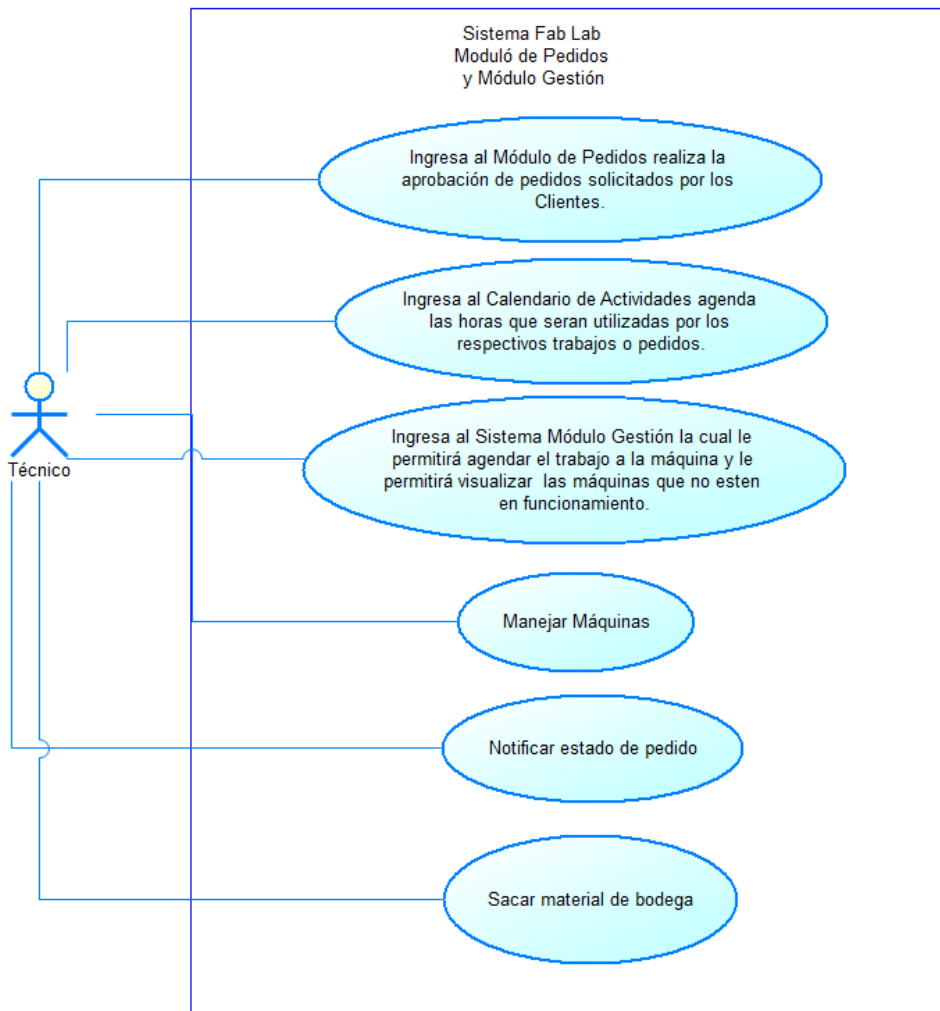 Sistema Fab Lab
Moduló de Pedidos
y Módulo Gestión
Ingresa al Módulo de Pedidos realiza la
aprobación de pedidos solicitados por los
Clientes.
Ingresa al Calendario de Actividades agenda
las horas que seran utilizadas por los
respectivos trabajos o pedidos.
Ingresa al Sistema Módulo Gestión la cual le
permitirá agendar el trabajo a la máquina y le
permitirá visualizar las máquinas que no esten
en funcionamiento.
Técnico
Manejar Máquinas
Notificar estado de pedido
Sacar material de bodega